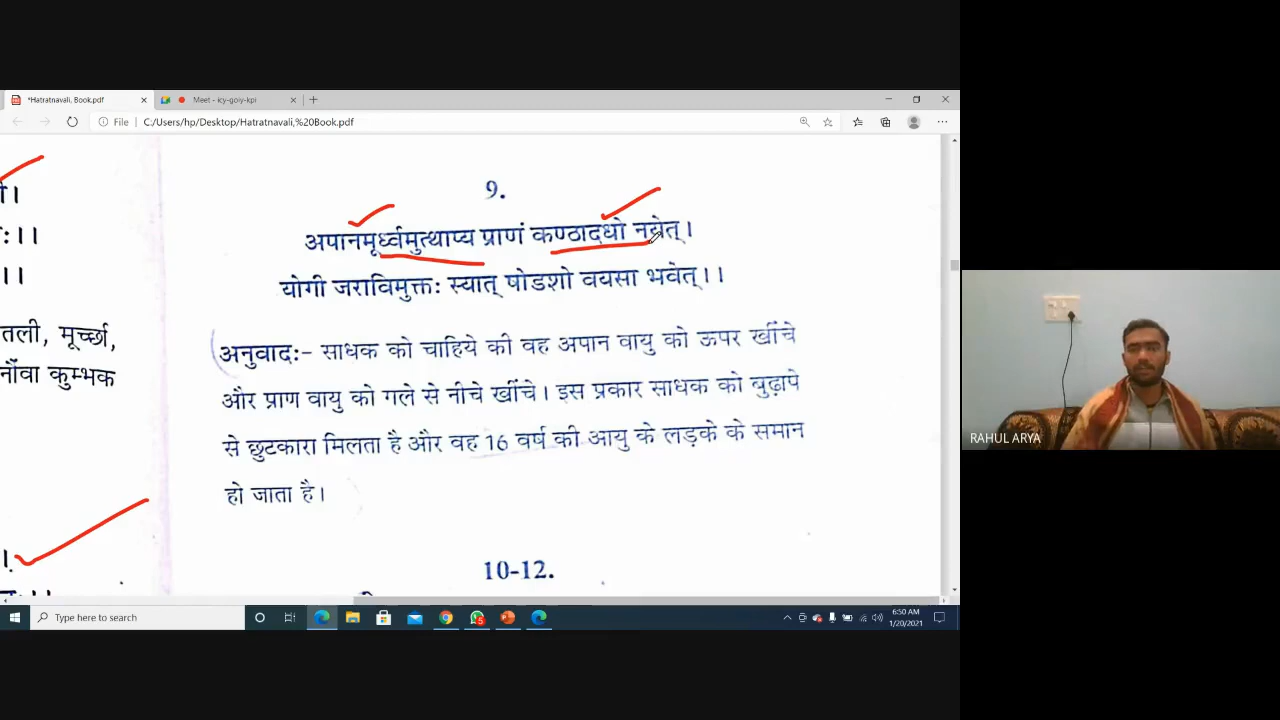 *Hatratnavali, Book.pdf
Meet - icy-goiy-kpi
File
C:/Users/hp/Desktop/Hatratnavali,%20Book.pdf
9.
अपानमूर्ध्वमुत्थाप्य प्राणं कण्ठादधो नयेत्।
योगी जराविमुक्तः स्यात् षोडशो वयसा भवेत्।।
अनुवादः- साधक को चाहिये की वह अपान वायु को ऊपर खींचे
और प्राण वायु को गले से नीचे खींचे। इस प्रकार साधक को बुढ़ापे
से छुटकारा मिलता है और वह 16 वर्ष की आयु के लड़के के समान
हो जाता है।
10-12.
।
:।।
।।
तली, मूर्च्छा,
नौंवा कुम्भक
।
RAHUL ARYA
Type here to search
5
6:50 AM
1/20/2021